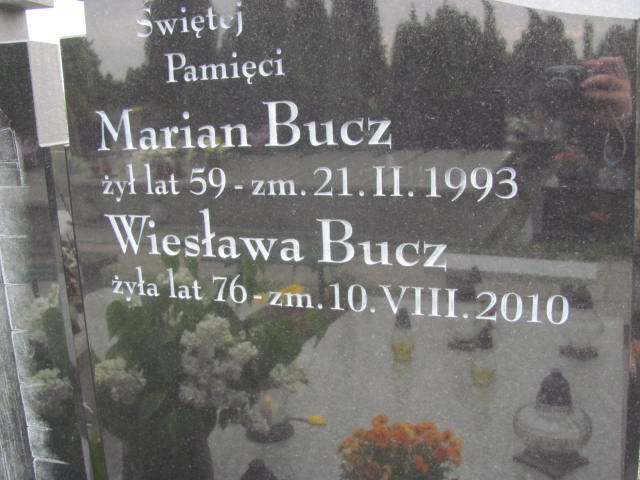 Świętej
Pamięci
Marian Bucz
żył lat 59 - zm. 21. II. 1993
Wiesława Bucz
żyła lat 76 - zm. 10. VIII. 2010